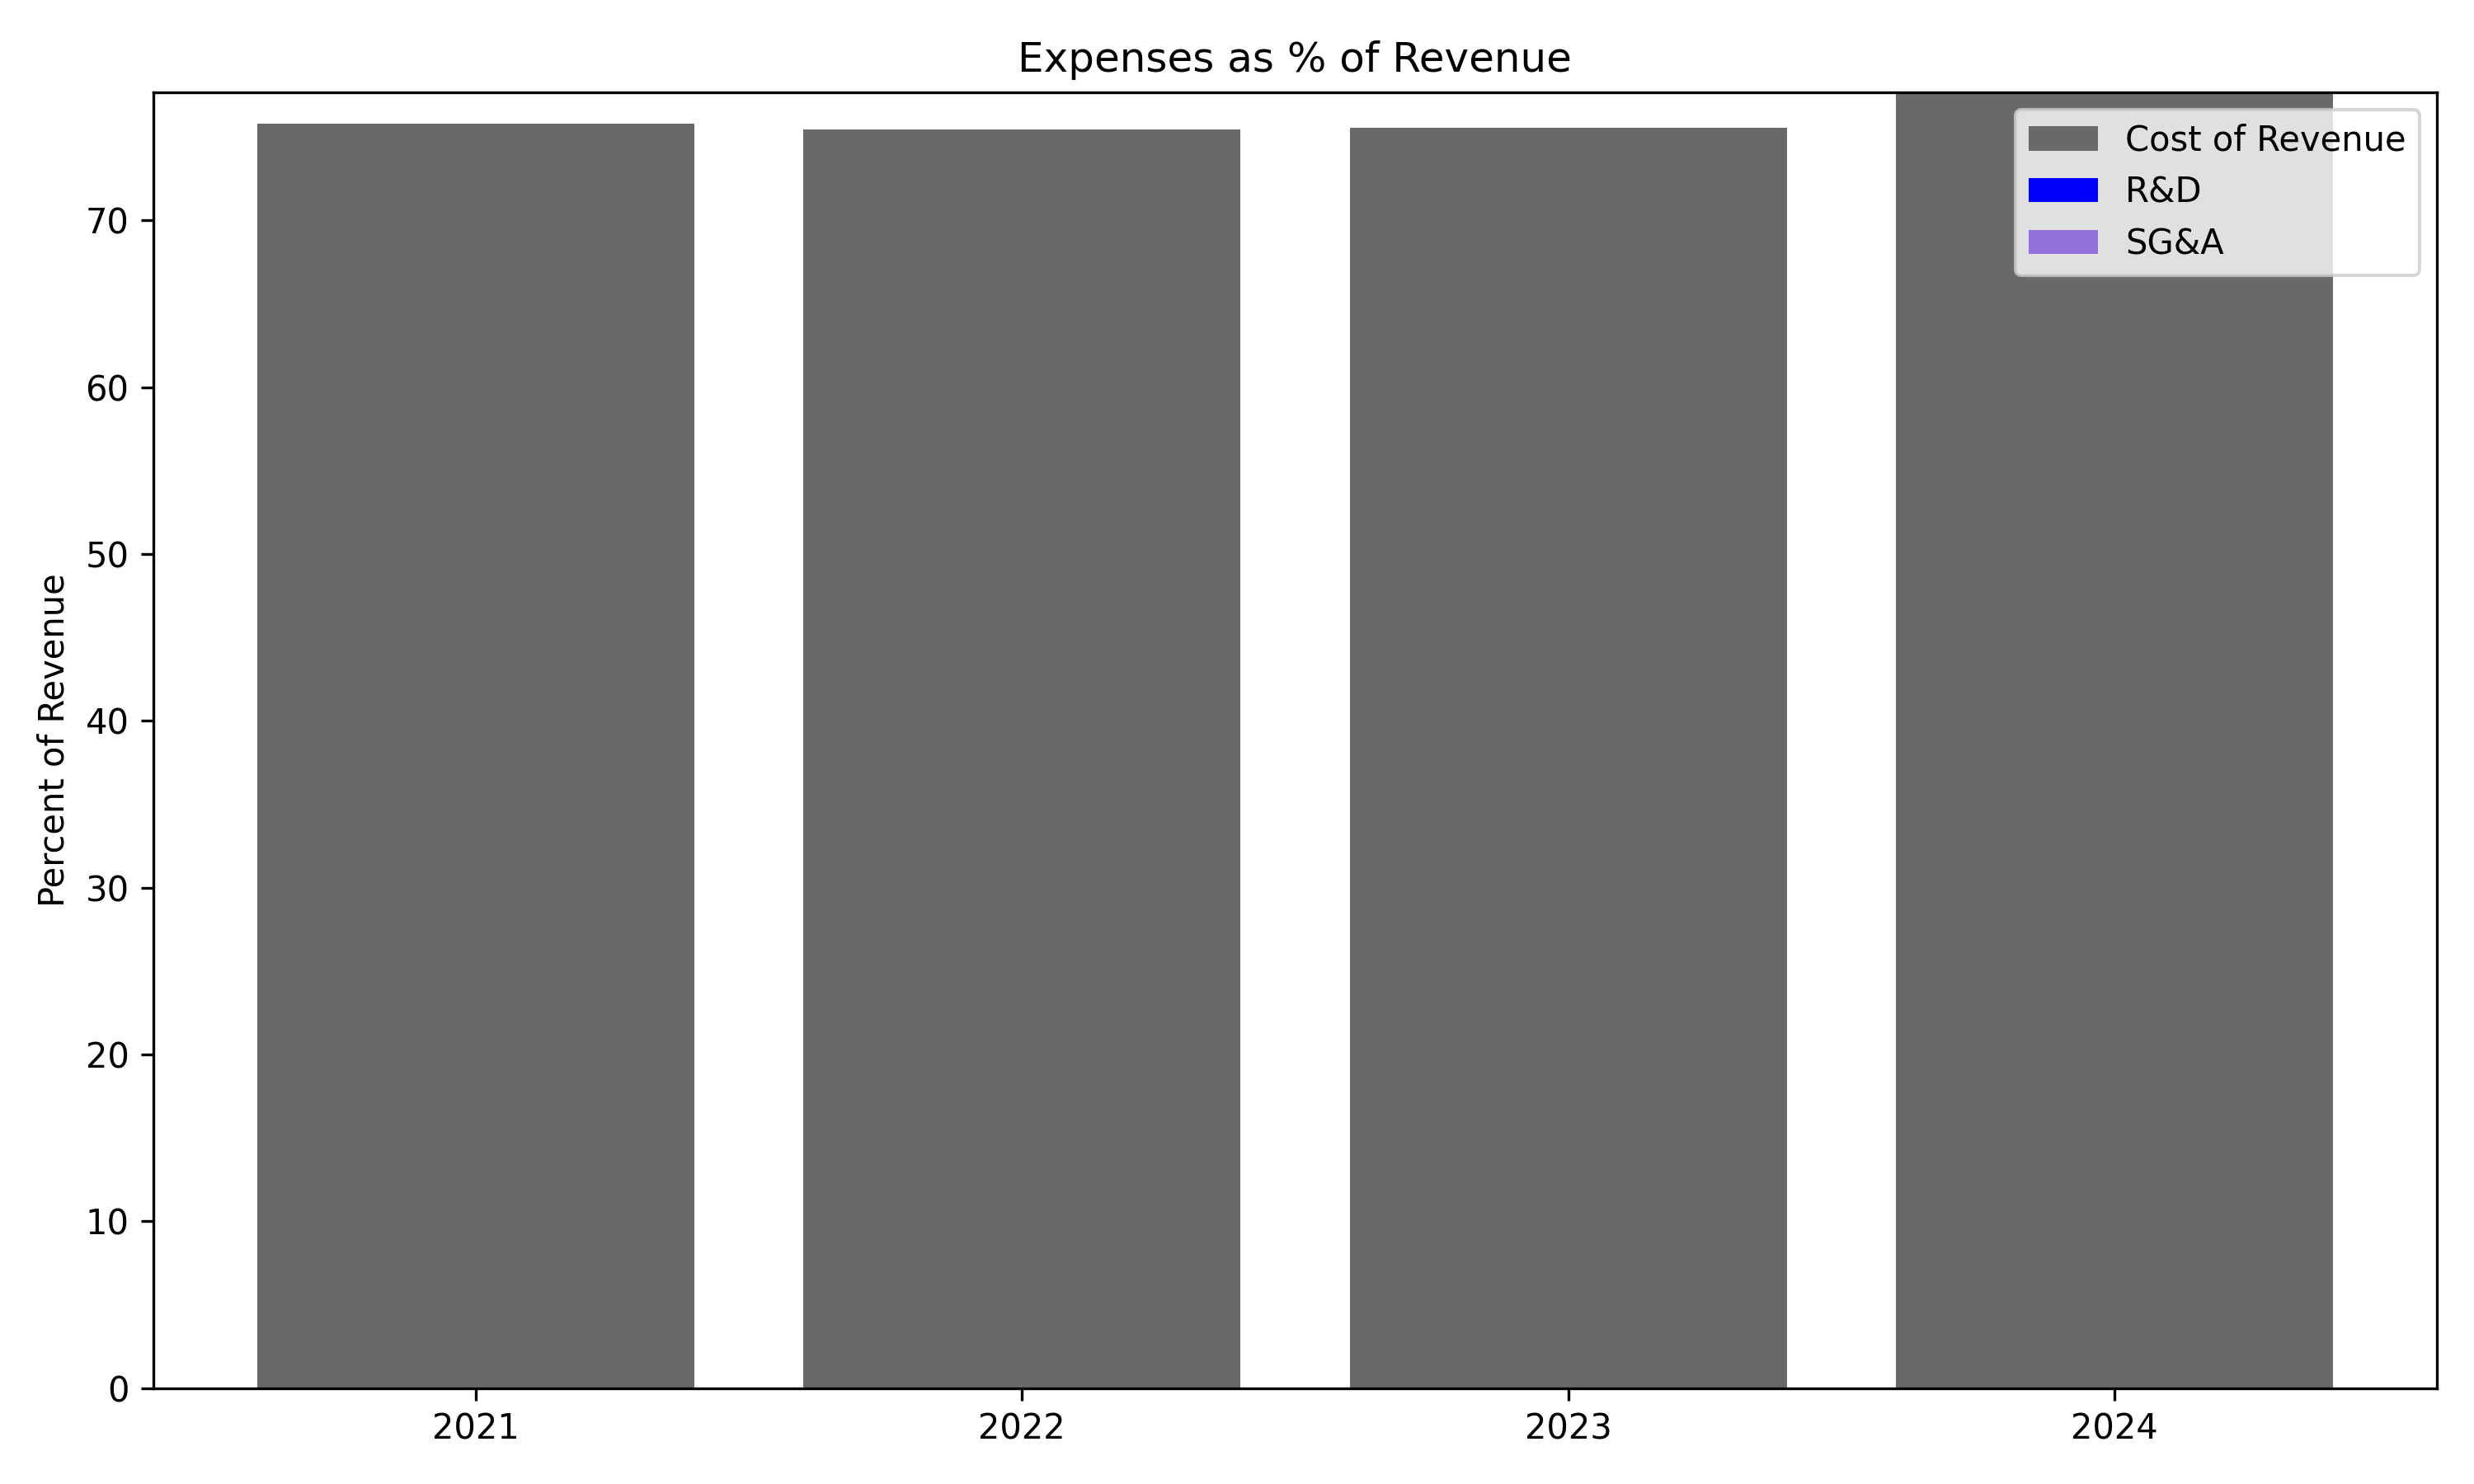 Expenses as % of Revenue
Cost of Revenue
R&D
SG&A
Percent of Revenue
70
60
50
40
30
20
10
0
2021
2022
2023
2024